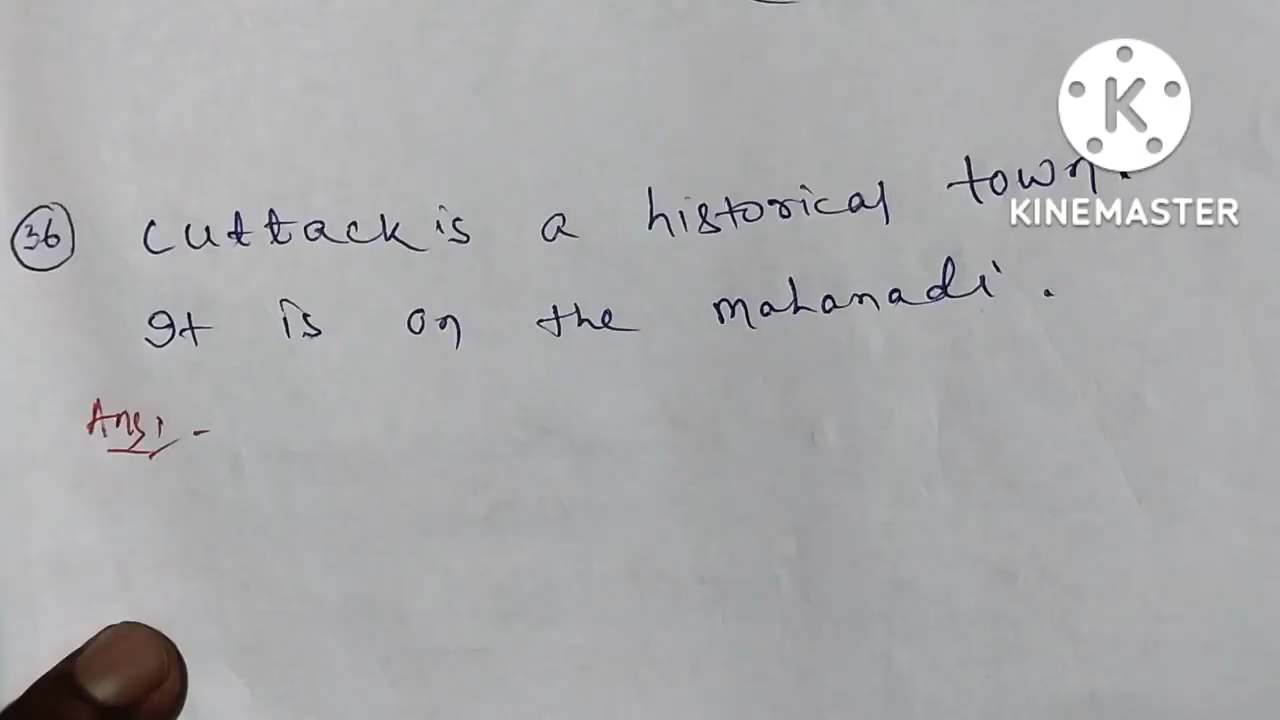 36 Cuttack is a historical town.
It is on the mahanadi.
Ans:-
K
KINEMASTER